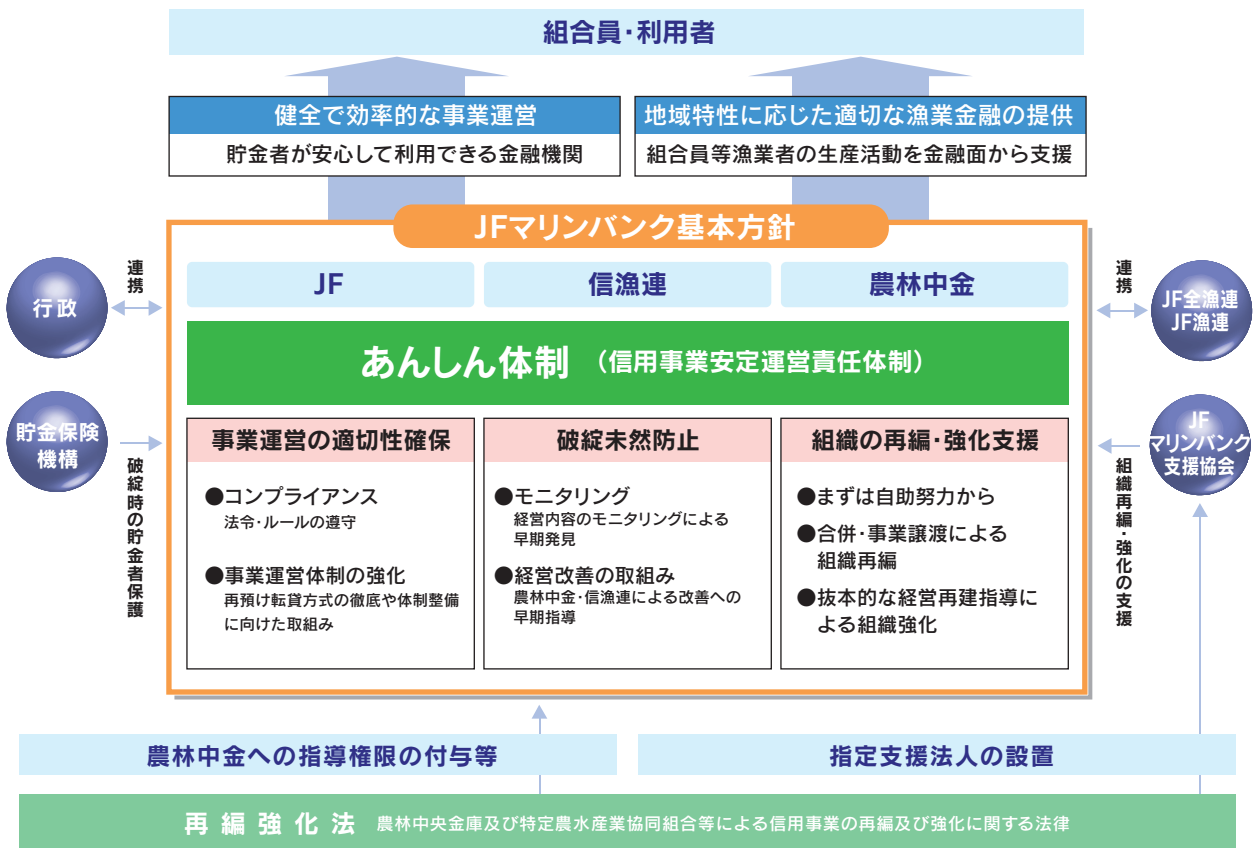 組合員・利用者
健全で効率的な事業運営
貯金者が安心して利用できる金融機関
地域特性に応じた適切な漁業金融の提供
組合員等漁業者の生産活動を金融面から支援
JFマリンバンク基本方針
JF
信漁連
農林中金
あんしん体制 （信用事業安定運営責任体制）
事業運営の適切性確保
●コンプライアンス
法令・ルールの遵守
●事業運営体制の強化
再預け転貸方式の徹底や体制整備
に向けた取組み
破綻未然防止
●モニタリング
経営内容のモニタリングによる
早期発見
●経営改善の取組み
農林中金・信漁連による改善への
早期指導
組織の再編・強化支援
●まずは自助努力から
●合併・事業譲渡による
組織再編
●抜本的な経営再建指導に
よる組織強化
行政
連携
貯金保険
機構
破綻時の貯金者保護
連携
JF全漁連
JF漁連
JF
マリンバンク
支援協会
組織再編・強化の支援
農林中金への指導権限の付与等
指定支援法人の設置
再編強化法 農林中央金庫及び特定農水産業協同組合等による信用事業の再編及び強化に関する法律